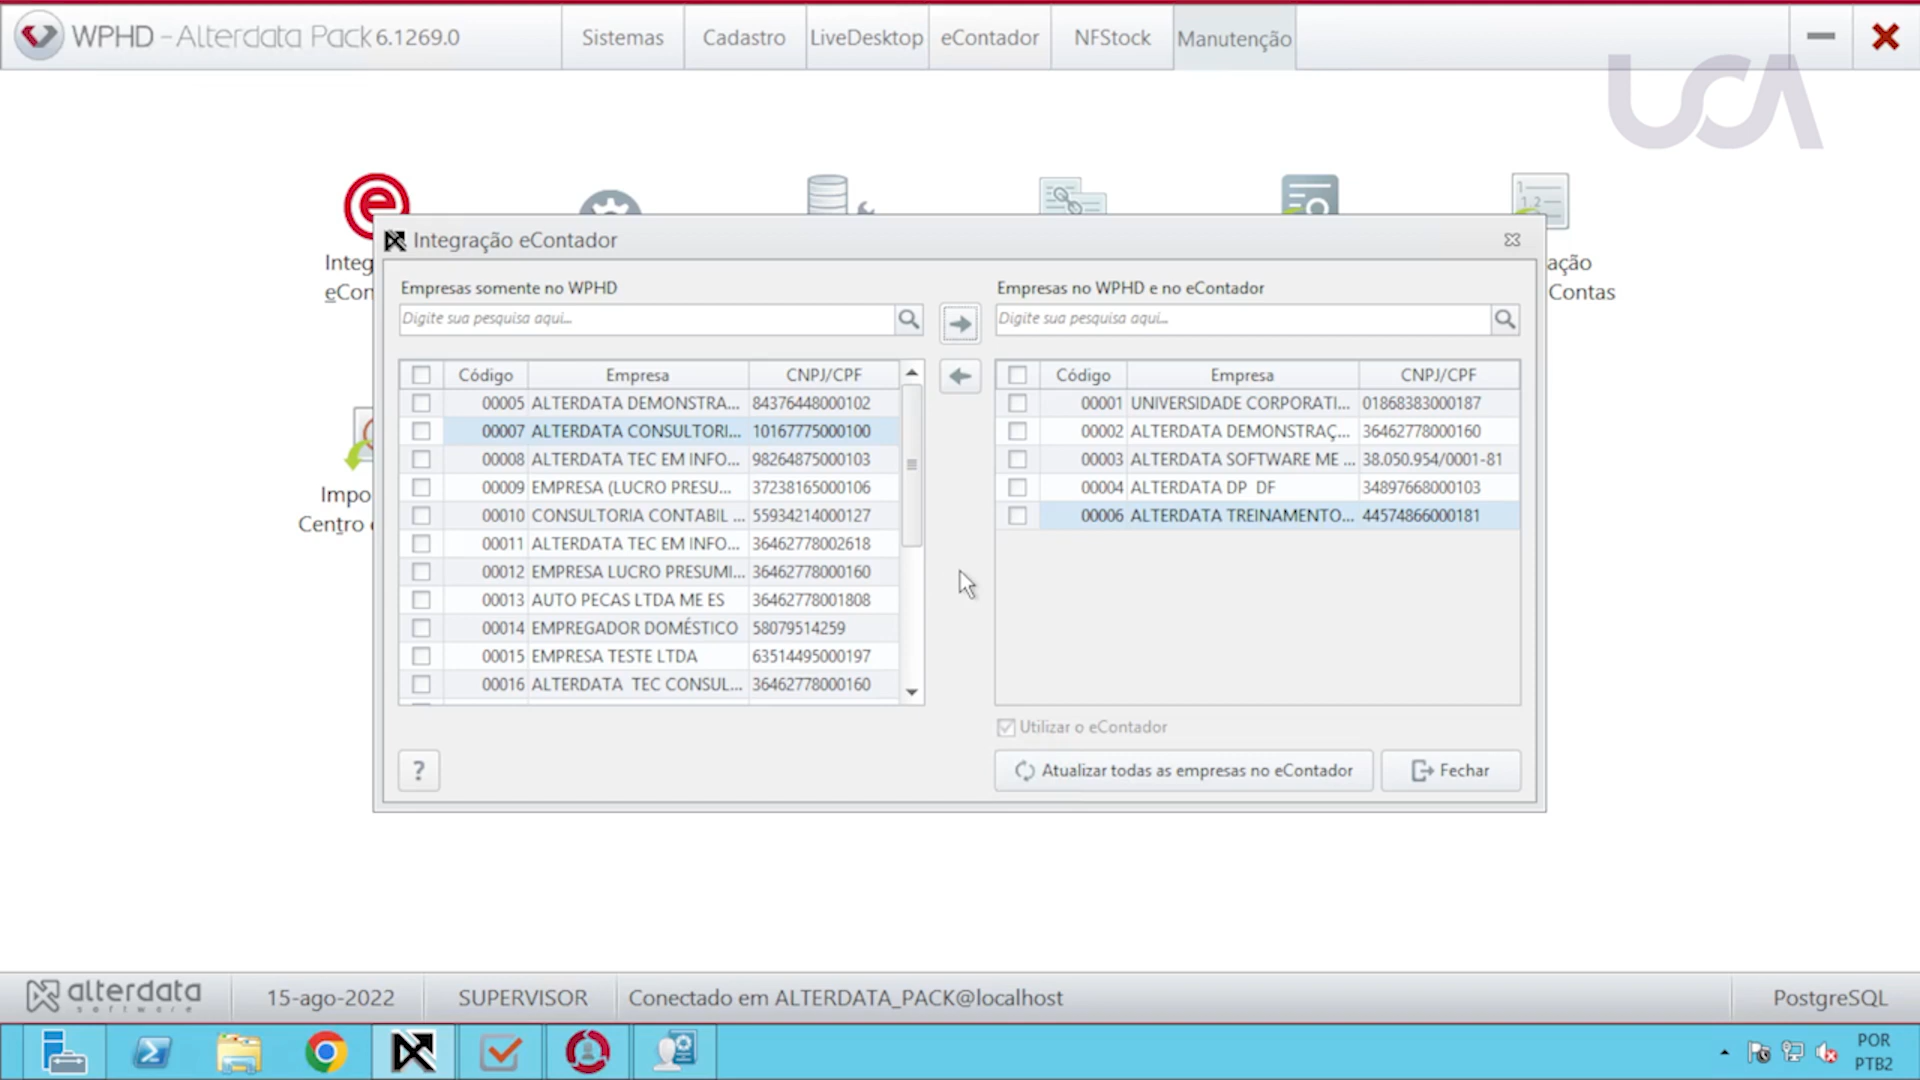 WPHD - Alterdata Pack 6.1269.0
Sistemas
Cadastro
LiveDesktop
eContador
NFStock
Manutenção
UCA
Integração eContador
Empresas somente no WPHD
Digite sua pesquisa aqui...
Código Empresa CNPJ/CPF
00005 ALTERDATA DEMONSTRA... 84376448000102
00007 ALTERDATA CONSULTORI... 10167775000100
00008 ALTERDATA TEC EM INFO... 98264875000103
00009 EMPRESA (LUCRO PRESU... 37238165000106
00010 CONSULTORIA CONTABIL ... 55934214000127
00011 ALTERDATA TEC EM INFO... 36462778002618
00012 EMPRESA LUCRO PRESUMI... 36462778000160
00013 AUTO PECAS LTDA ME ES 36462778001808
00014 EMPREGADOR DOMÉSTICO 58079514259
00015 EMPRESA TESTE LTDA 63514495000197
00016 ALTERDATA TEC CONSUL... 36462778000160
Empresas no WPHD e no eContador
Digite sua pesquisa aqui...
Código Empresa CNPJ/CPF
00001 UNIVERSIDADE CORPORATI... 01868383000187
00002 ALTERDATA DEMONSTRAÇ... 36462778000160
00003 ALTERDATA SOFTWARE ME ... 38.050.954/0001-81
00004 ALTERDATA DP DF 34897668000103
00006 ALTERDATA TREINAMENTO... 44574866000181
Utilizar o eContador
?
Atualizar todas as empresas no eContador
Fechar
Integ
eCon
Impo
Centro
ação
Contas
alterdata
software
15-ago-2022
SUPERVISOR
Conectado em ALTERDATA_PACK@localhost
PostgreSQL
POR
PTB2